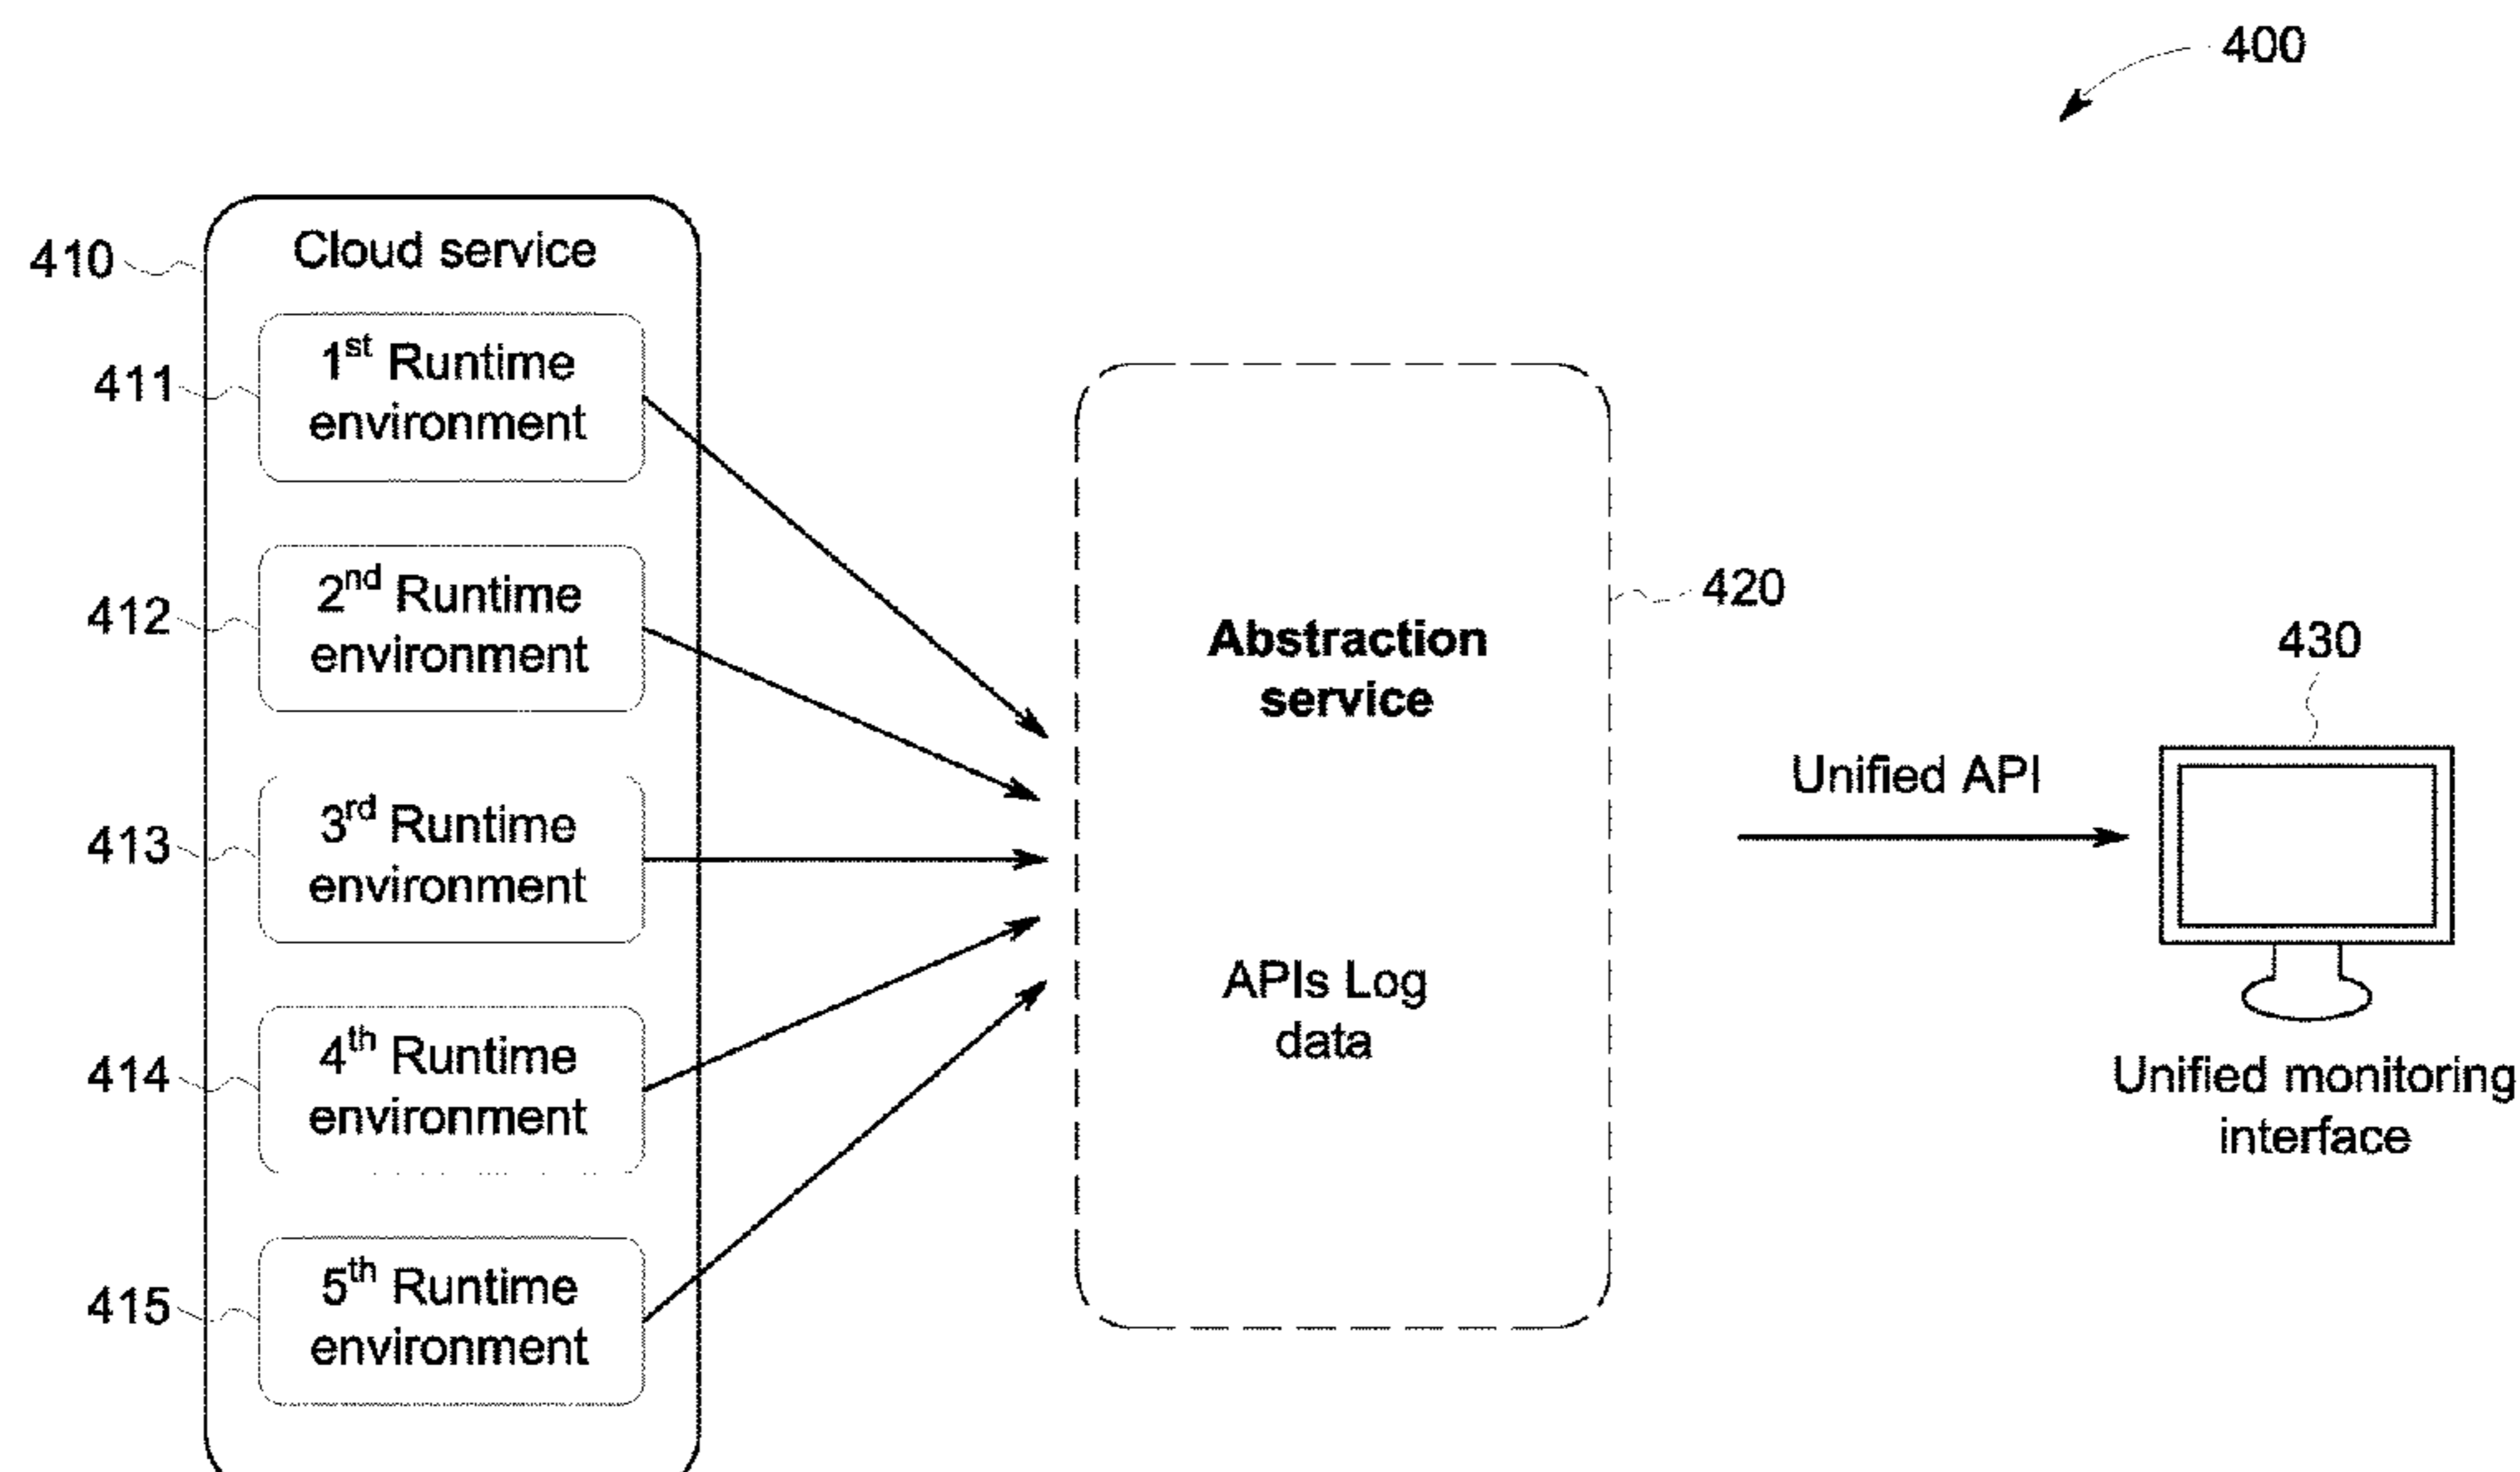 400
410
Cloud service
411
1st Runtime
environment
412
2nd Runtime
environment
413
3rd Runtime
environment
414
4th Runtime
environment
415
5th Runtime
environment
420
Abstraction
service
APIs Log
data
Unified API
430
Unified monitoring
interface